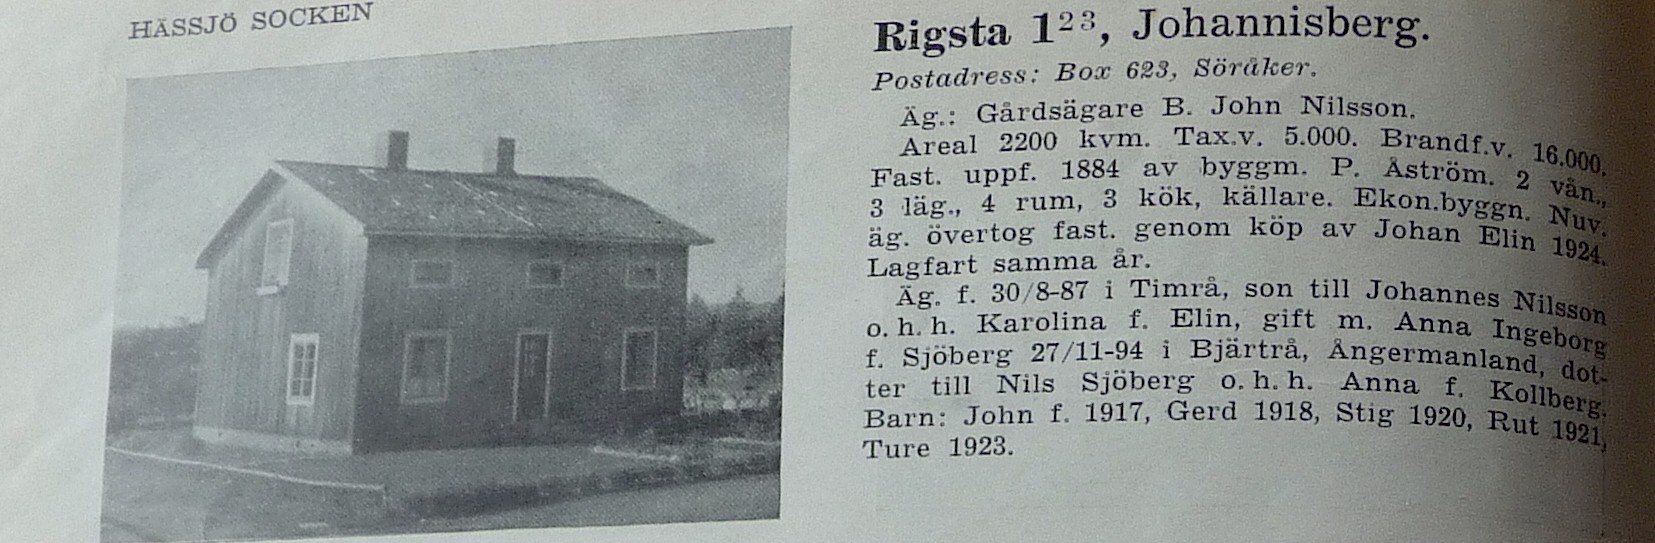 HÄSSJÖ SOCKEN
Rigsta 1²³, Johannisberg.
Postadress: Box 623, Söråker.
Äg.: Gårdsägare B. John Nilsson.
Areal 2200 kvm. Tax.v. 5.000. Brandf.v. 16.000.
Fast. uppf. 1884 av byggm. P. Åström. 2 vån.,
3 läg., 4 rum, 3 kök, källare. Ekon.byggn. Nuv.
äg. övertog fast. genom köp av Johan Elin 1924.
Lagfart samma år.
Äg. f. 30/8-87 i Timrå, son till Johannes Nilsson
o. h. h. Karolina f. Elin, gift m. Anna Ingeborg
f. Sjöberg 27/11-94 i Bjärtrå, Ångermanland, dot-
ter till Nils Sjöberg o. h. h. Anna f. Kollberg.
Barn: John f. 1917, Gerd 1918, Stig 1920, Rut 1921,
Ture 1923.